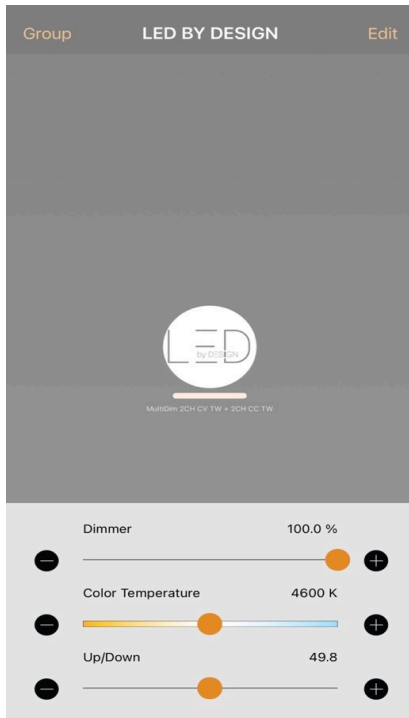 Group LED BY DESIGN Edit
LED
by DESIGN
MultiDim 2CH CV TW + 2CH CC TW
Dimmer 100.0 %
Color Temperature 4600 K
Up/Down 49.8